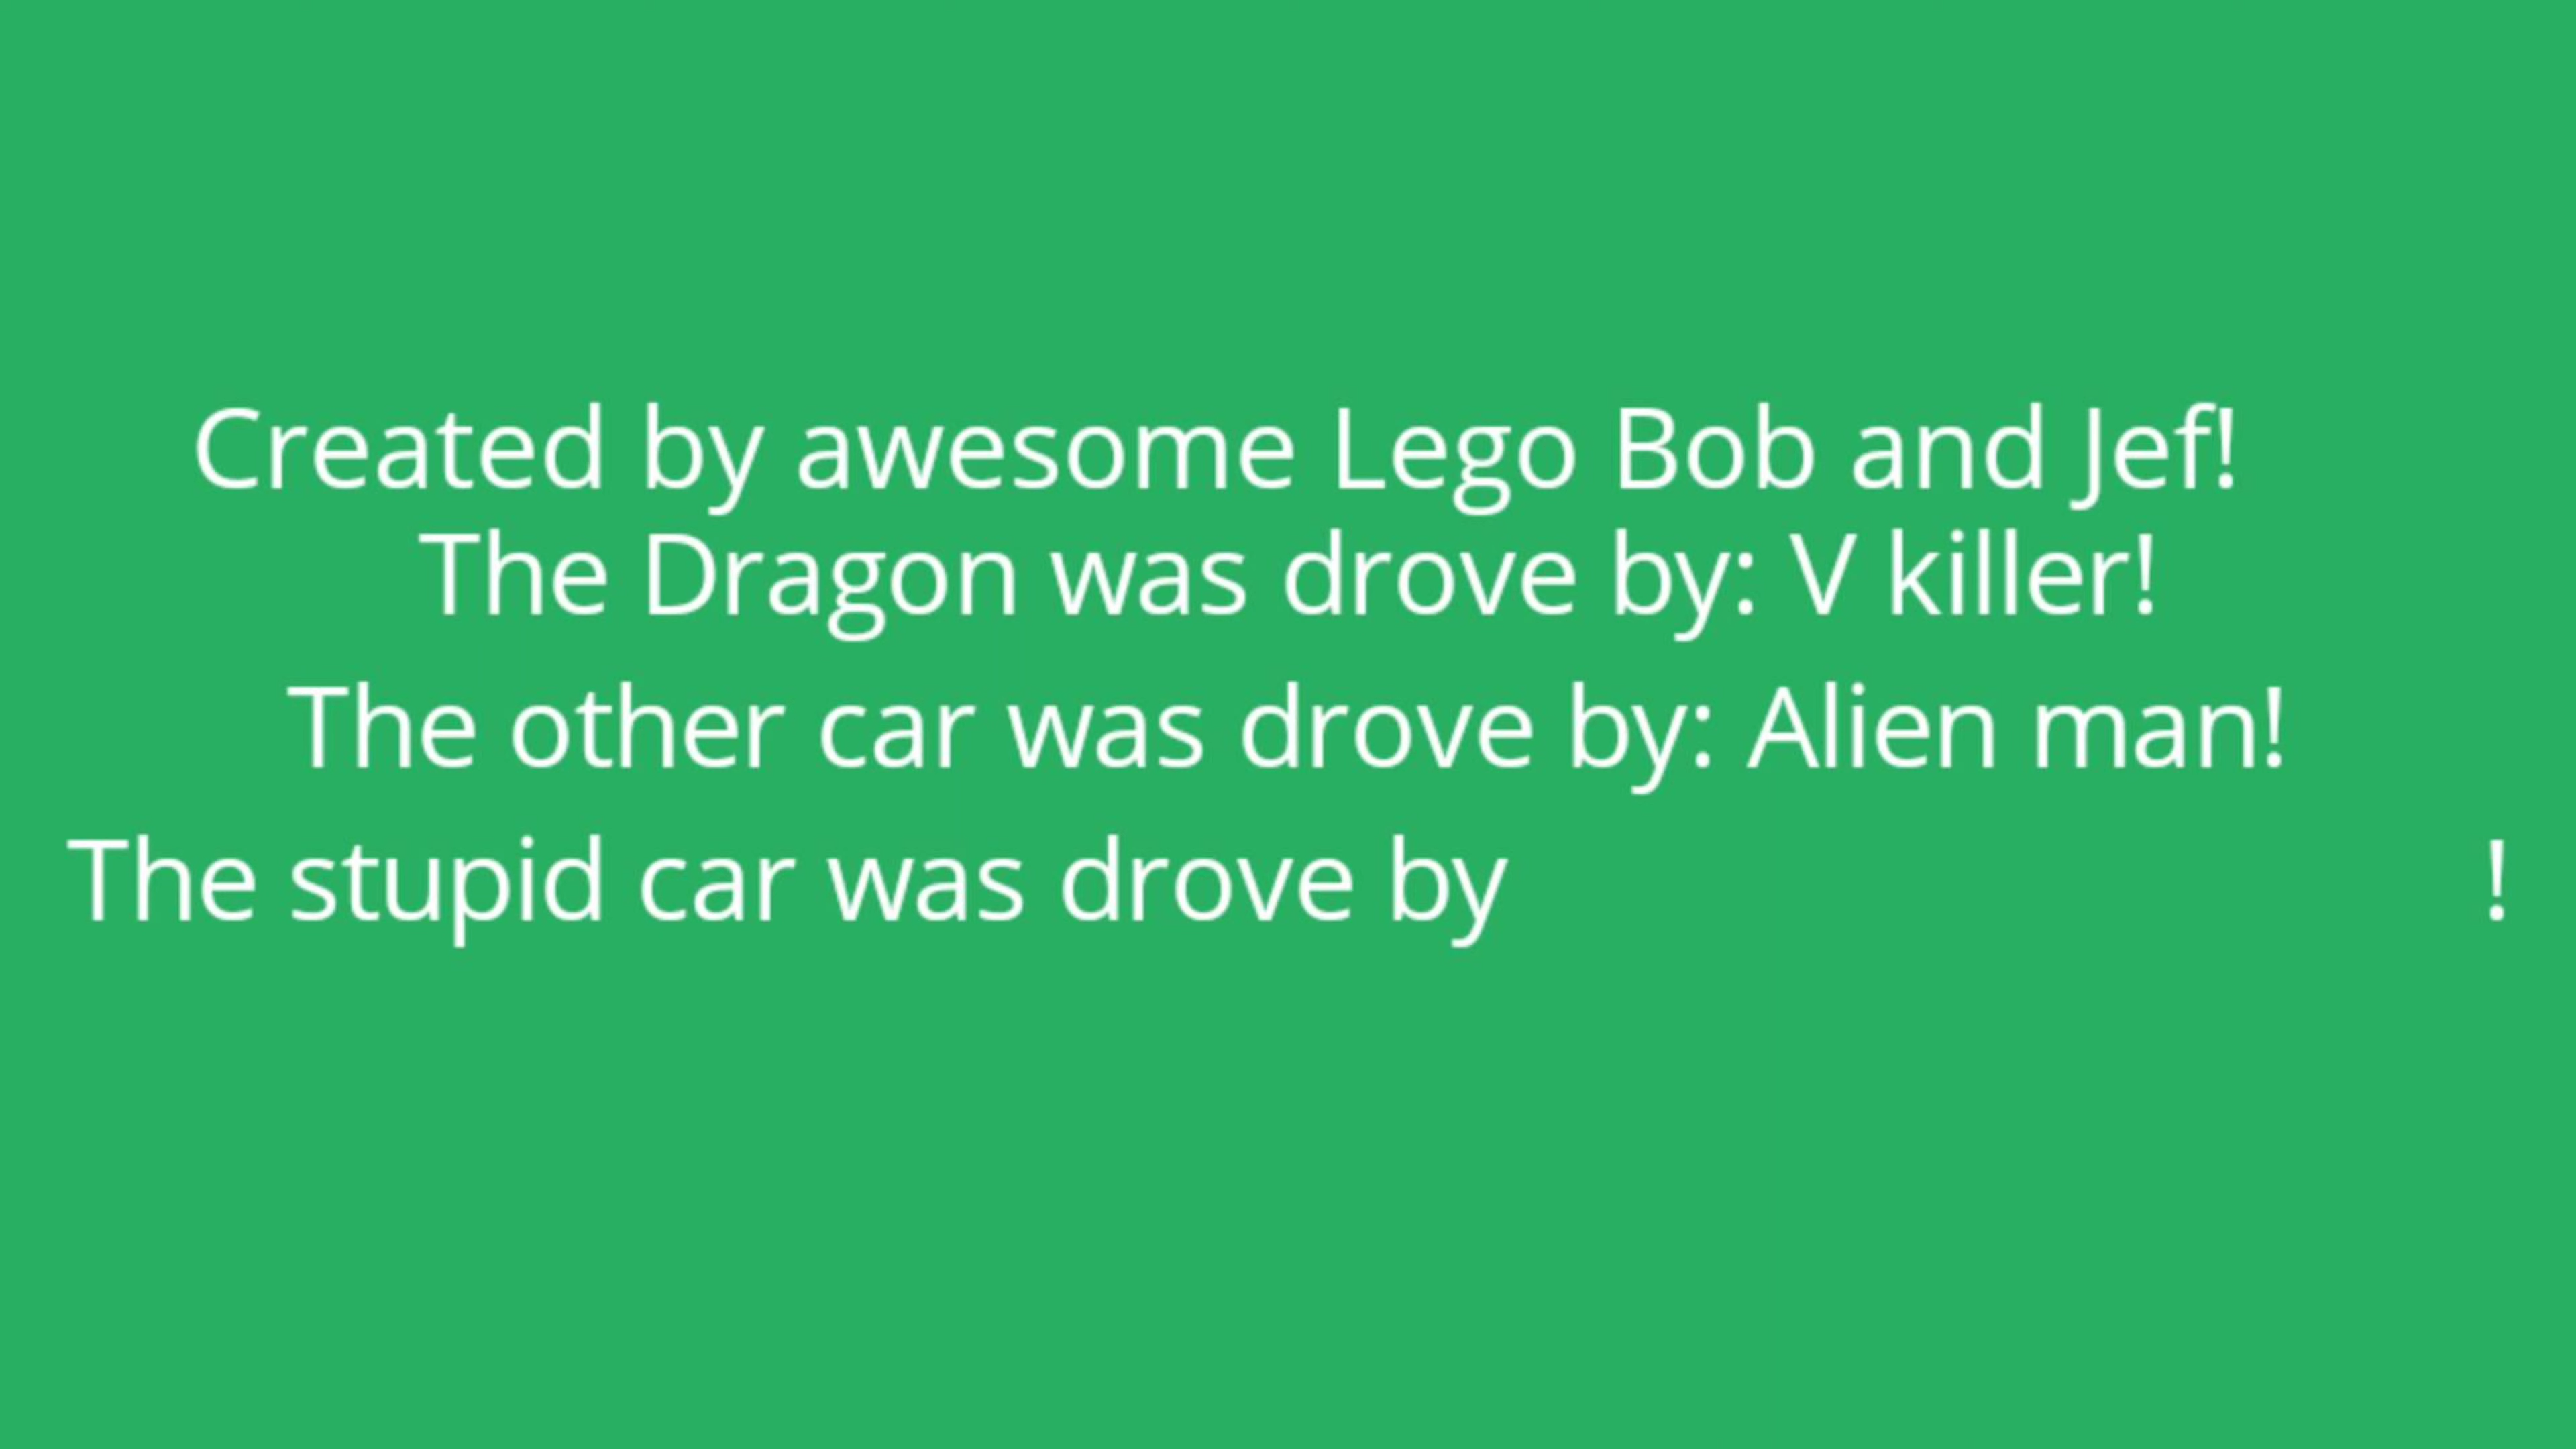 Created by awesome Lego Bob and Jef!
The Dragon was drove by: V killer!
The other car was drove by: Alien man!
The stupid car was drove by !